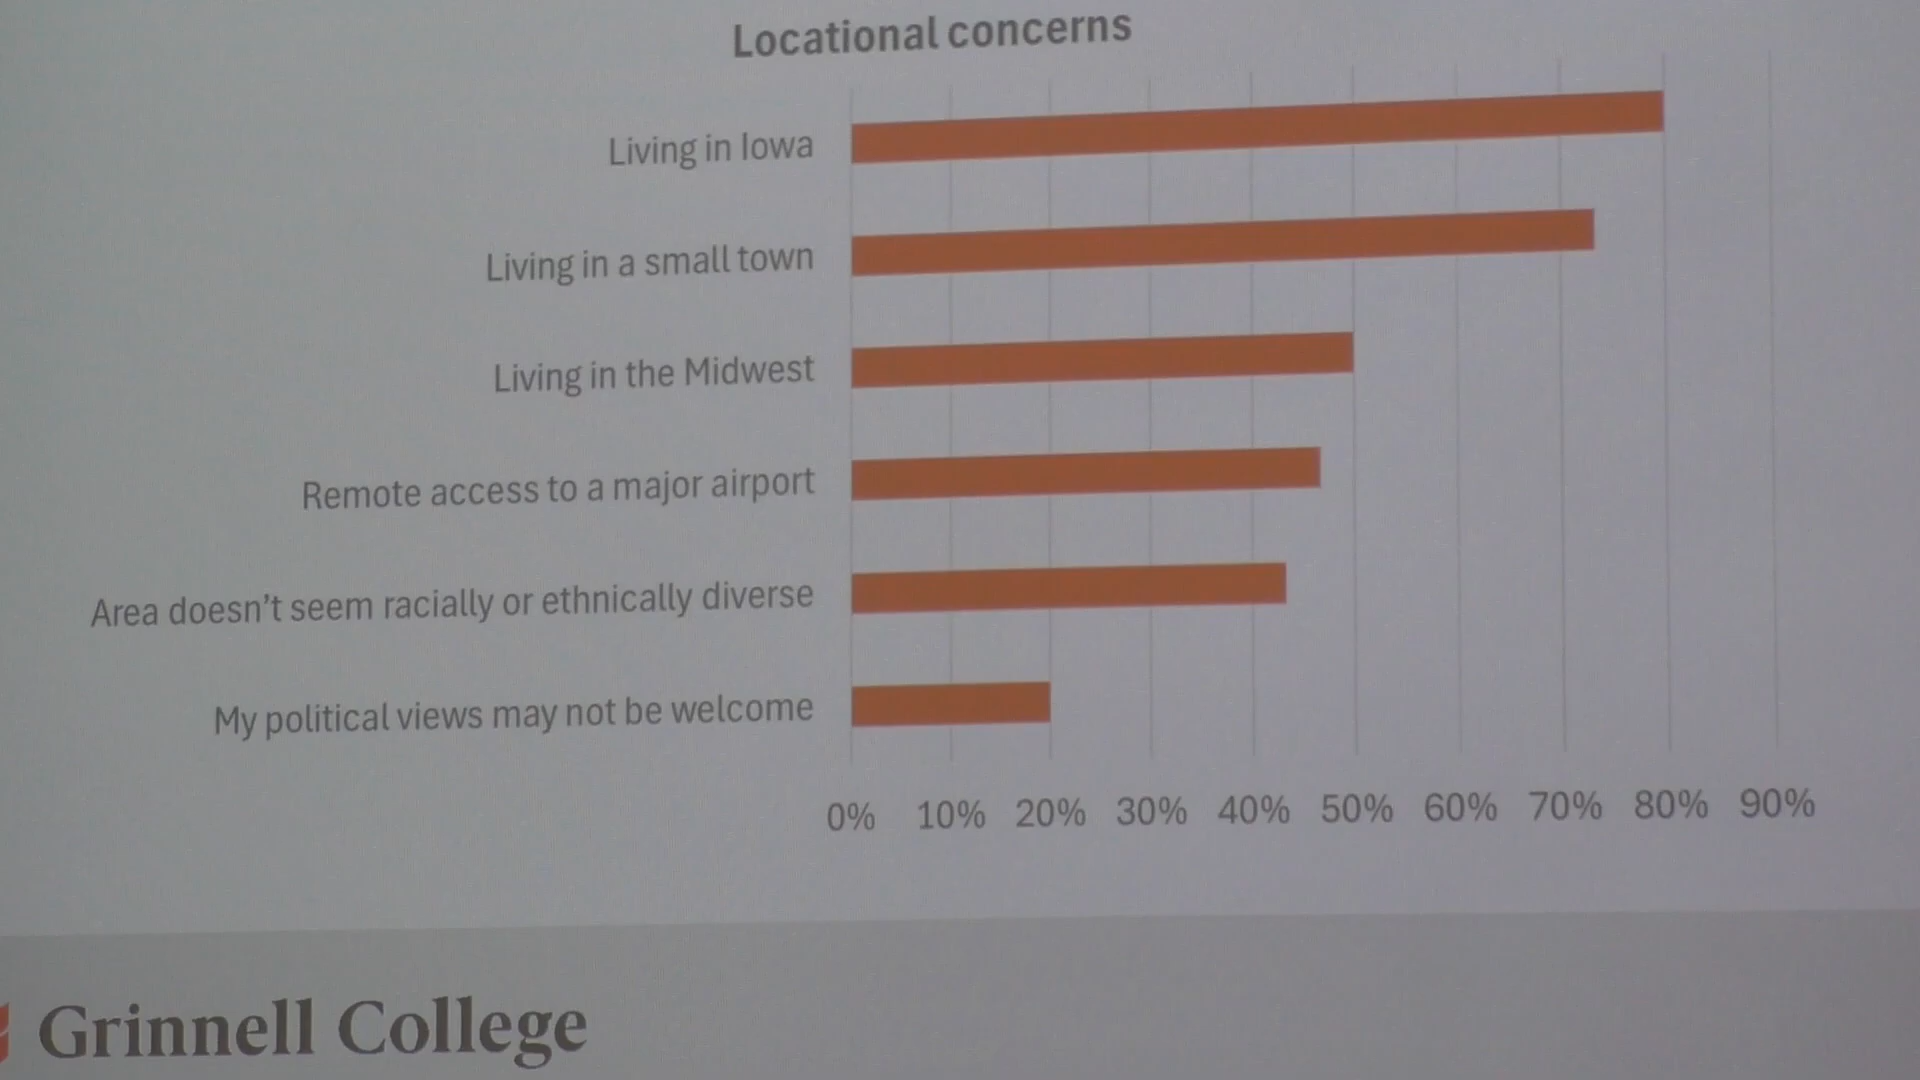 Locational concerns
Living in Iowa
Living in a small town
Living in the Midwest
Remote access to a major airport
Area doesn't seem racially or ethnically diverse
My political views may not be welcome
0% 10% 20% 30% 40% 50% 60% 70% 80% 90%
Grinnell College